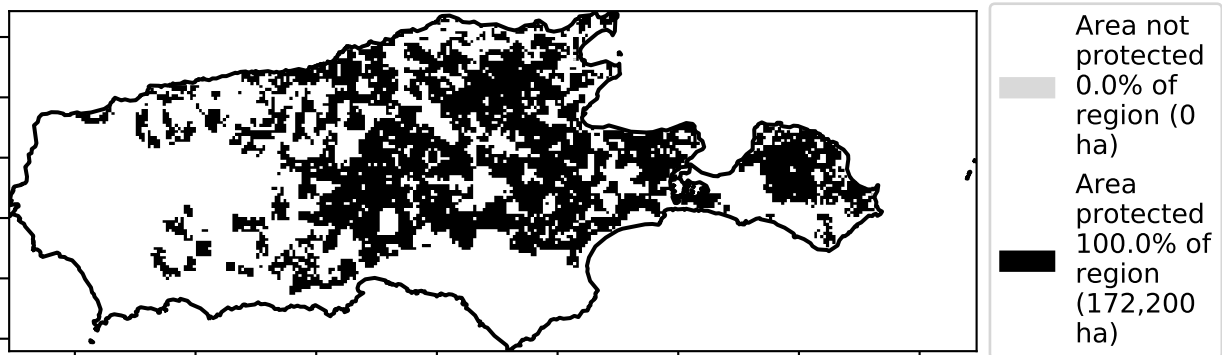 Area not
protected
0.0% of
region (0
ha)
Area
protected
100.0% of
region
(172,200
ha)